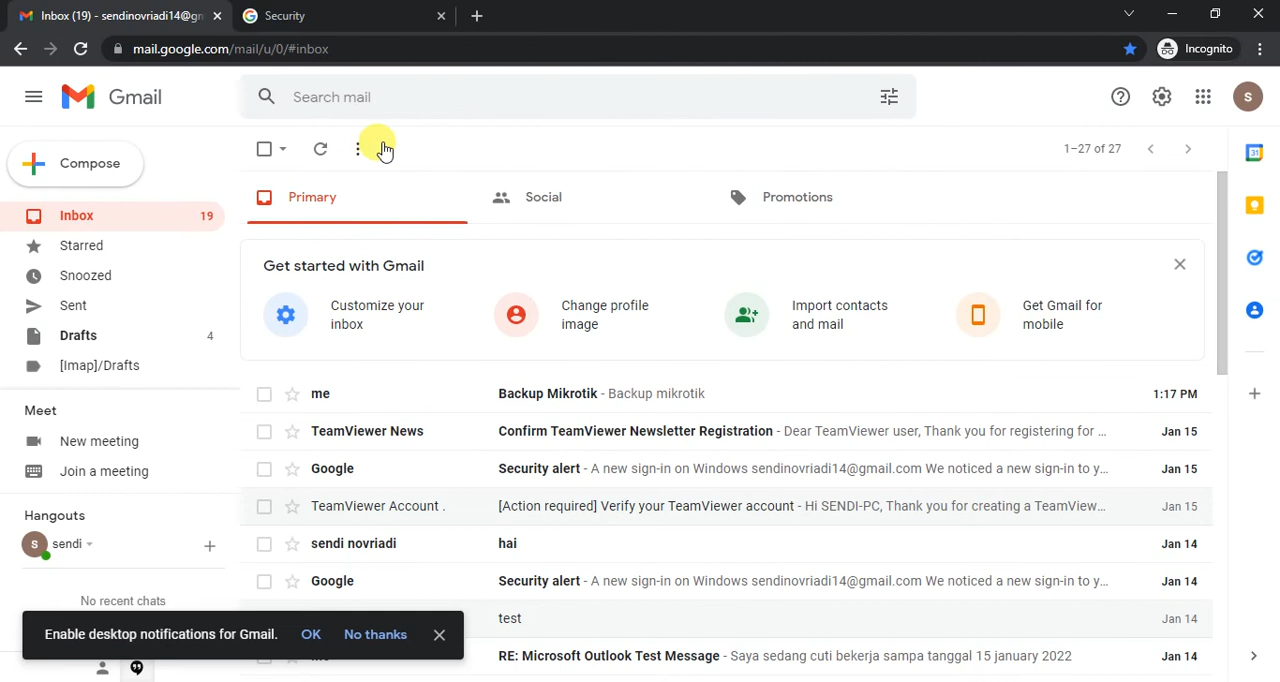 Inbox (19) - sendinovriadi14@gm
Security
mail.google.com/mail/u/0/#inbox
Incognito
Gmail
Search mail
S
Compose
1–27 of 27
31
Primary
Social
Promotions
Inbox 19
Starred
Snoozed
Sent
Drafts 4
[Imap]/Drafts
Get started with Gmail
Customize your
inbox
Change profile
image
Import contacts
and mail
Get Gmail for
mobile
me Backup Mikrotik - Backup mikrotik 1:17 PM
TeamViewer News Confirm TeamViewer Newsletter Registration - Dear TeamViewer user, Thank you for registering for ... Jan 15
Google Security alert - A new sign-in on Windows sendinovriadi14@gmail.com We noticed a new sign-in to y... Jan 15
TeamViewer Account . [Action required] Verify your TeamViewer account - Hi SENDI-PC, Thank you for creating a TeamView... Jan 15
sendi novriadi hai Jan 14
Google Security alert - A new sign-in on Windows sendinovriadi14@gmail.com We noticed a new sign-in to y... Jan 14
test Jan 14
RE: Microsoft Outlook Test Message - Saya sedang cuti bekerja sampa tanggal 15 january 2022 Jan 14
Meet
New meeting
Join a meeting
Hangouts
S sendi
No recent chats
Enable desktop notifications for Gmail. OK No thanks